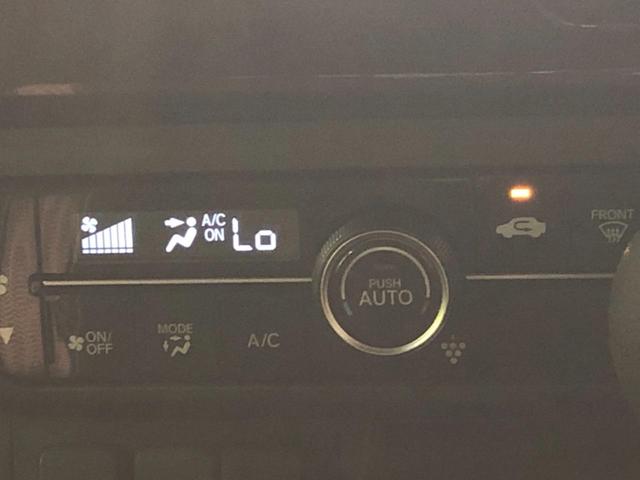 A/C
ON
Lo
FRONT
PUSH
AUTO
ON/
OFF
MODE
A/C